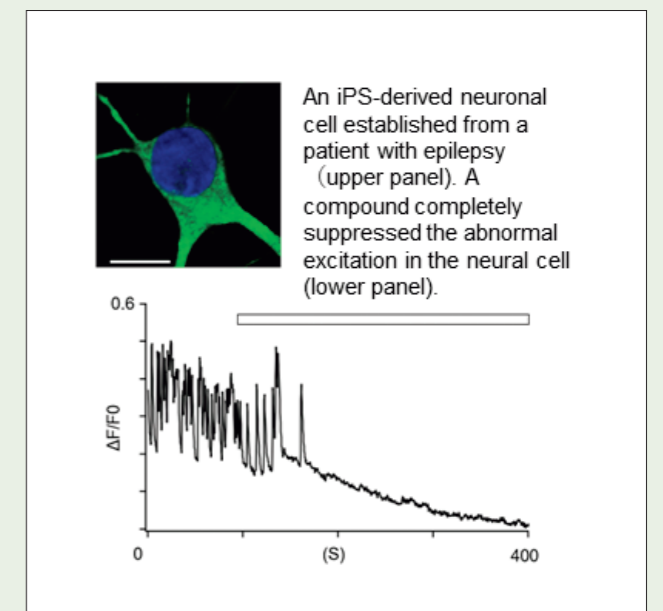 An iPS-derived neuronal
cell established from a
patient with epilepsy
（upper panel). A
compound completely
suppressed the abnormal
excitation in the neural cell
(lower panel).
0.6
ΔF/F0
0
(S)
400